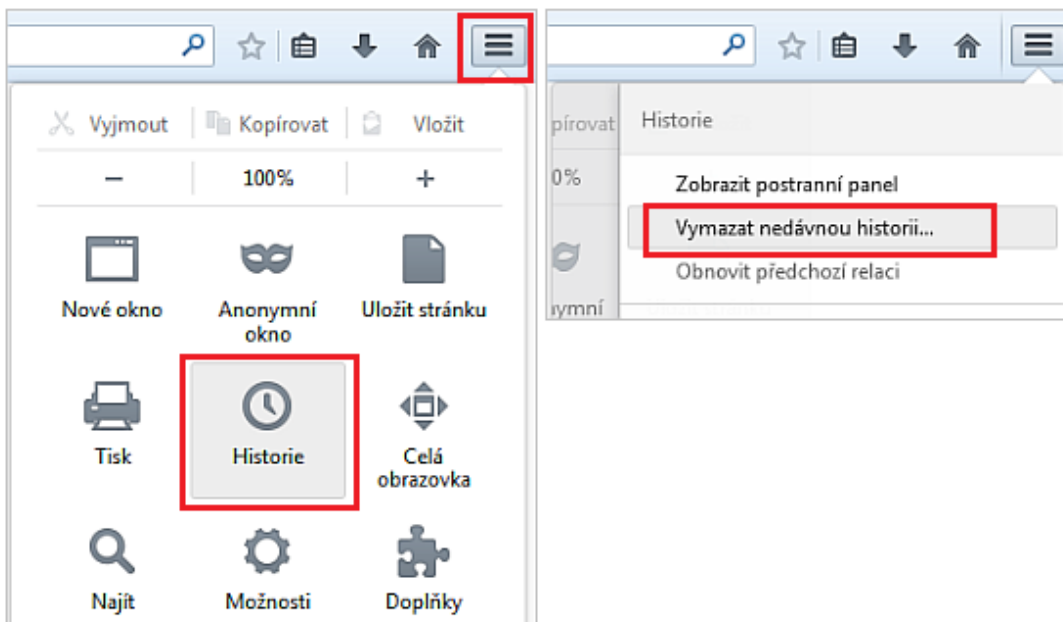 Vyjmout Kopírovat Vložit
− 100% +
Nové okno Anonymní okno Uložit stránku
Tisk Historie Celá obrazovka
Najít Možnosti Doplňky
pírovat
0%
nymní
Historie
Zobrazit postranní panel
Vymazat nedávnou historii...
Obnovit předchozí relaci